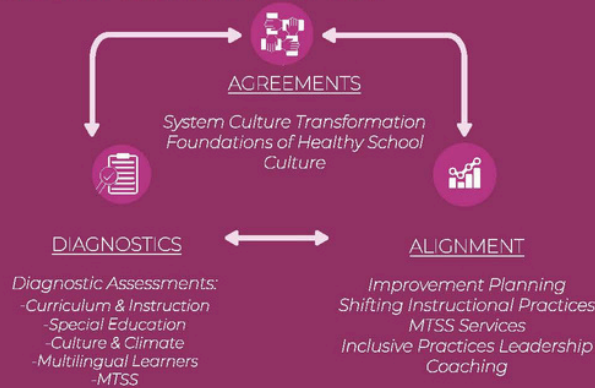 AGREEMENTS
System Culture Transformation
Foundations of Healthy School
Culture
DIAGNOSTICS
Diagnostic Assessments:
-Curriculum & Instruction
-Special Education
-Culture & Climate
-Multilingual Learners
-MTSS
ALIGNMENT
Improvement Planning
Shifting Instructional Practices
MTSS Services
Inclusive Practices Leadership
Coaching